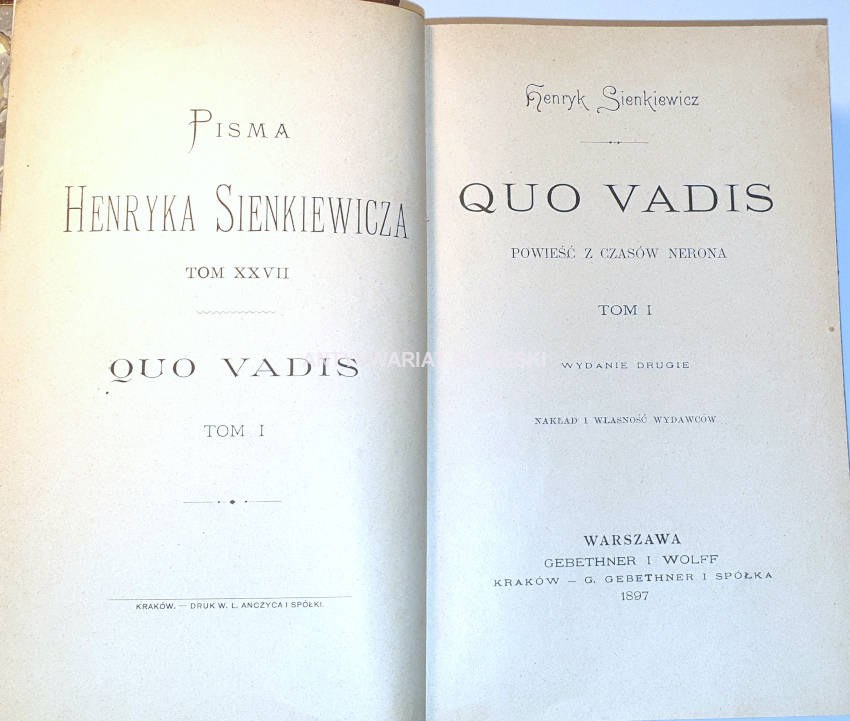 PISMA
HENRYKA SIENKIEWICZA
TOM XXVII
QUO VADIS
TOM I
KRAKÓW. — DRUK W. L. ANCZYCA I SPÓŁKI.
Henryk Sienkiewicz
QUO VADIS
POWIEŚĆ Z CZASÓW NERONA
TOM I
WYDANIE DRUGIE
NAKŁAD I WŁASNOŚĆ WYDAWCÓW
WARSZAWA
GEBETHNER I WOLFF
KRAKÓW — G. GEBETHNER I SPÓŁKA
1897